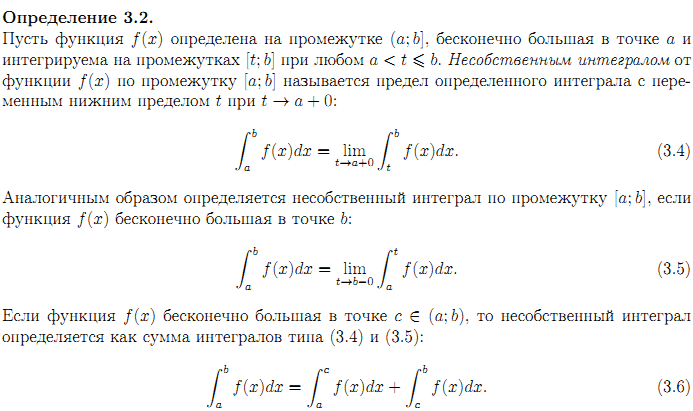 Определение 3.2.
Пусть функция f(x) определена на промежутке (a; b], бесконечно большая в точке a и
интегрируема на промежутках [t; b] при любом a < t ⩽ b. Несобственным интегралом от
функции f(x) по промежутку [a; b] называется предел определенного интеграла с пере-
менным нижним пределом t при t → a + 0:
∫_a^b f(x)dx = lim_{t→a+0} ∫_t^b f(x)dx. (3.4)
Аналогичным образом определяется несобственный интеграл по промежутку [a; b], если
функция f(x) бесконечно большая в точке b:
∫_a^b f(x)dx = lim_{t→b−0} ∫_a^t f(x)dx. (3.5)
Если функция f(x) бесконечно большая в точке c ∈ (a; b), то несобственный интеграл
определяется как сумма интегралов типа (3.4) и (3.5):
∫_a^b f(x)dx = ∫_a^c f(x)dx + ∫_c^b f(x)dx. (3.6)